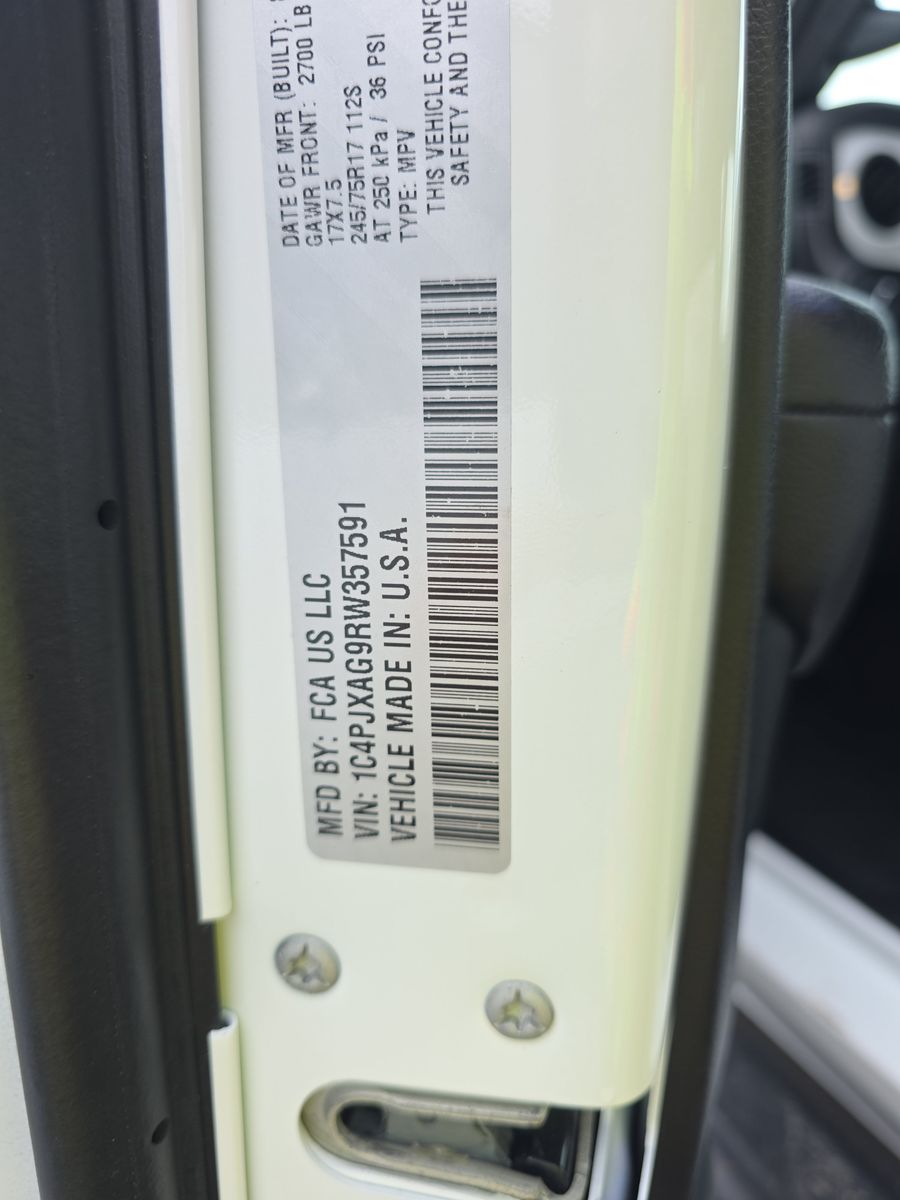 MFD BY: FCA US LLC
VIN: 1C4PJXAG9RW357591
VEHICLE MADE IN: U.S.A.
DATE OF MFR (BUILT):
GAWR FRONT: 2700 LB
17X7.5
245/75R17 112S
AT 250 kPa / 36 PSI
TYPE: MPV
THIS VEHICLE CONFO
SAFETY AND THE